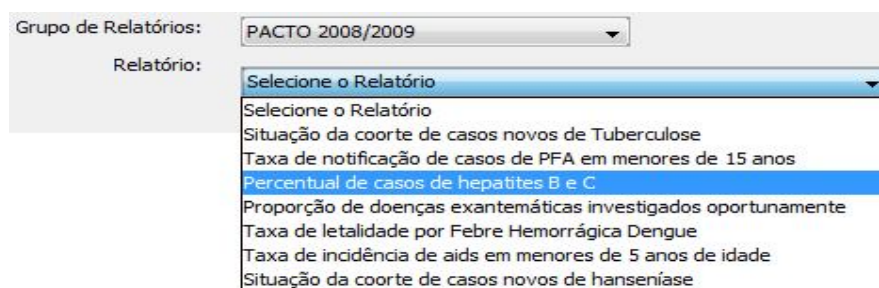 Grupo de Relatórios: PACTO 2008/2009
Relatório: Selecione o Relatório
Selecione o Relatório
Situação da coorte de casos novos de Tuberculose
Taxa de notificação de casos de PFA em menores de 15 anos
Percentual de casos de hepatites B e C
Proporção de doenças exantemáticas investigados oportunamente
Taxa de letalidade por Febre Hemorrágica Dengue
Taxa de incidência de aids em menores de 5 anos de idade
Situação da coorte de casos novos de hanseníase